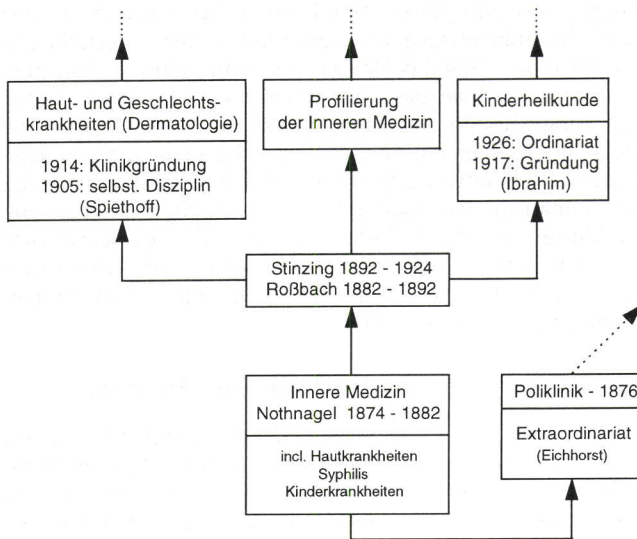 Haut- und Geschlechts-
krankheiten (Dermatologie)
1914: Klinikgründung
1905: selbst. Disziplin
(Spiethoff)
Profilierung
der Inneren Medizin
Kinderheilkunde
1926: Ordinariat
1917: Gründung
(Ibrahim)
Stinzing 1892 - 1924
Roßbach 1882 - 1892
Innere Medizin
Nothnagel 1874 - 1882
incl. Hautkrankheiten
Syphilis
Kinderkrankheiten
Poliklinik - 1876
Extraordinariat
(Eichhorst)